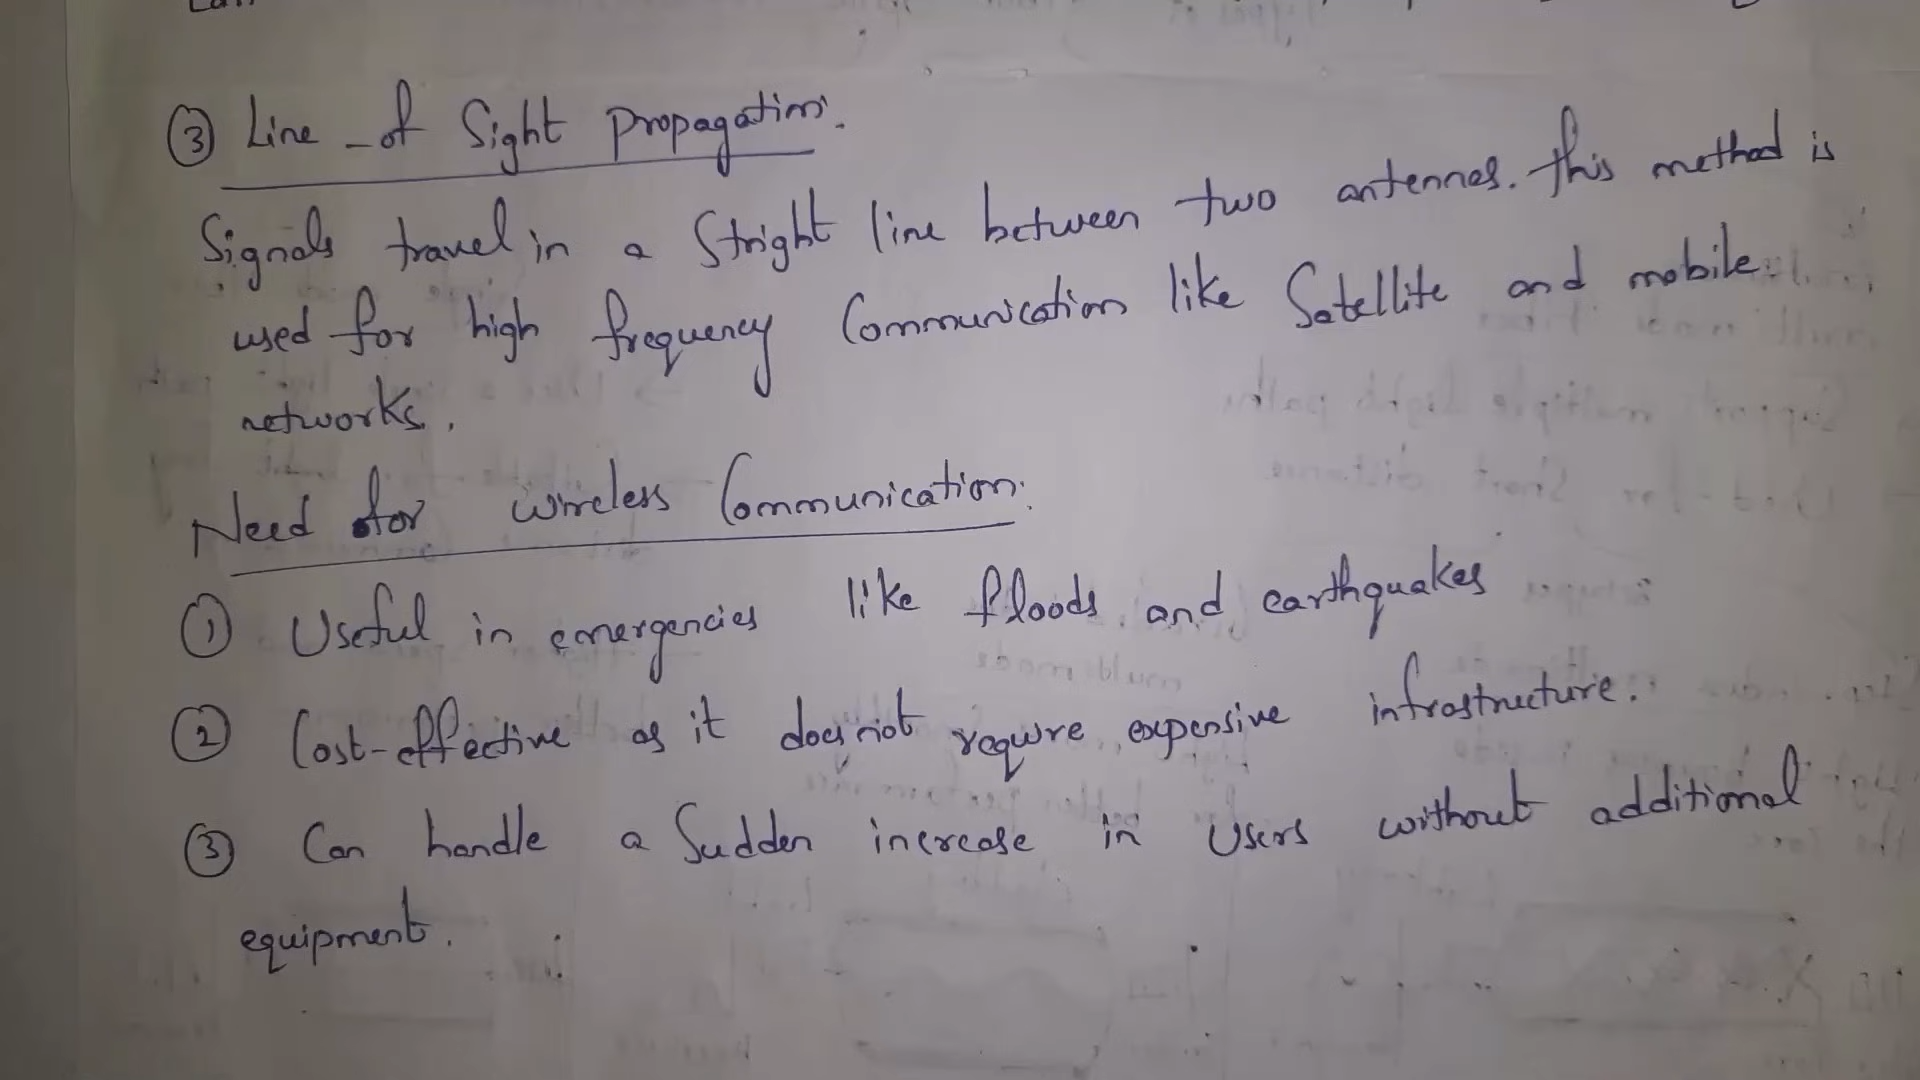 ③ Line-of Sight Propagation:
Signals travel in a Stright line between two antennas. This method is
used for high frequency Communication like Satellite and mobile
networks.
Need for wireless Communication:
① Useful in emergencies like floods and earthquakes
② Cost-effective as it does not require expensive infrastructure.
③ Can handle a Sudden increase in Users without additional
equipment.